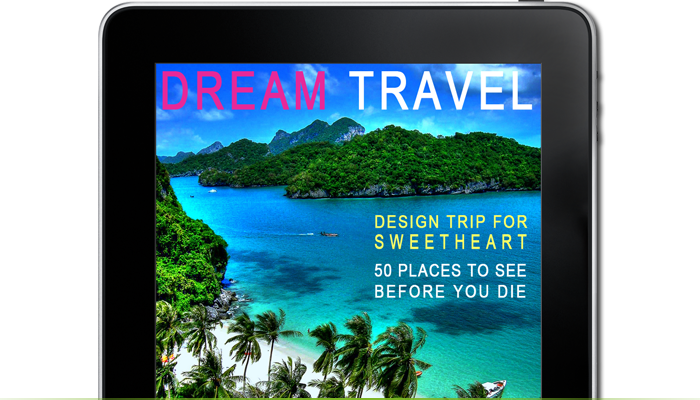 DREAM TRAVEL
DESIGN TRIP FOR
SWEETHEART
50 PLACES TO SEE
BEFORE YOU DIE